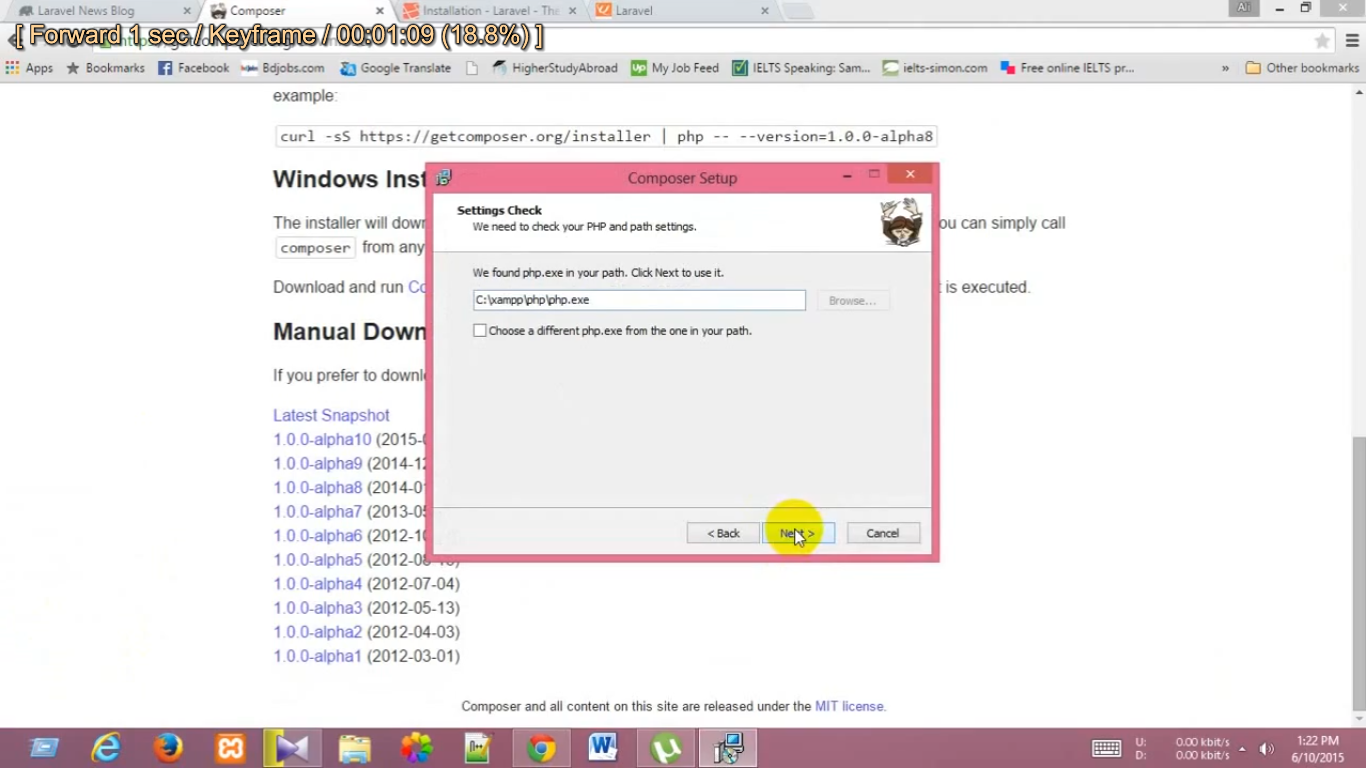 Laravel News Blog
Composer
Installation - Laravel - The
Laravel
[ Forward 1 sec / Keyframe / 00:01:09 (18.8%) ]
Apps
Bookmarks
Facebook
Bdjobs.com
Google Translate
HigherStudyAbroad
My Job Feed
IELTS Speaking: Sam...
ielts-simon.com
Free online IELTS pr...
»
Other bookmarks
example:
curl -sS https://getcomposer.org/installer | php -- --version=1.0.0-alpha8
Windows Inst
The installer will down
ou can simply call
composer from any
Download and run Co
t is executed.
Manual Down
If you prefer to downlo
Latest Snapshot
1.0.0-alpha10 (2015-0
1.0.0-alpha9 (2014-12
1.0.0-alpha8 (2014-01
1.0.0-alpha7 (2013-05
1.0.0-alpha6 (2012-10
1.0.0-alpha5 (2012-08-18)
1.0.0-alpha4 (2012-07-04)
1.0.0-alpha3 (2012-05-13)
1.0.0-alpha2 (2012-04-03)
1.0.0-alpha1 (2012-03-01)
Composer and all content on this site are released under the MIT license.
Composer Setup
Settings Check
We need to check your PHP and path settings.
We found php.exe in your path. Click Next to use it.
C:\xampp\php\php.exe
Browse...
Choose a different php.exe from the one in your path.
< Back
Next >
Cancel
U: 0.00 kbit/s
D: 0.00 kbit/s
1:22 PM
6/10/2015